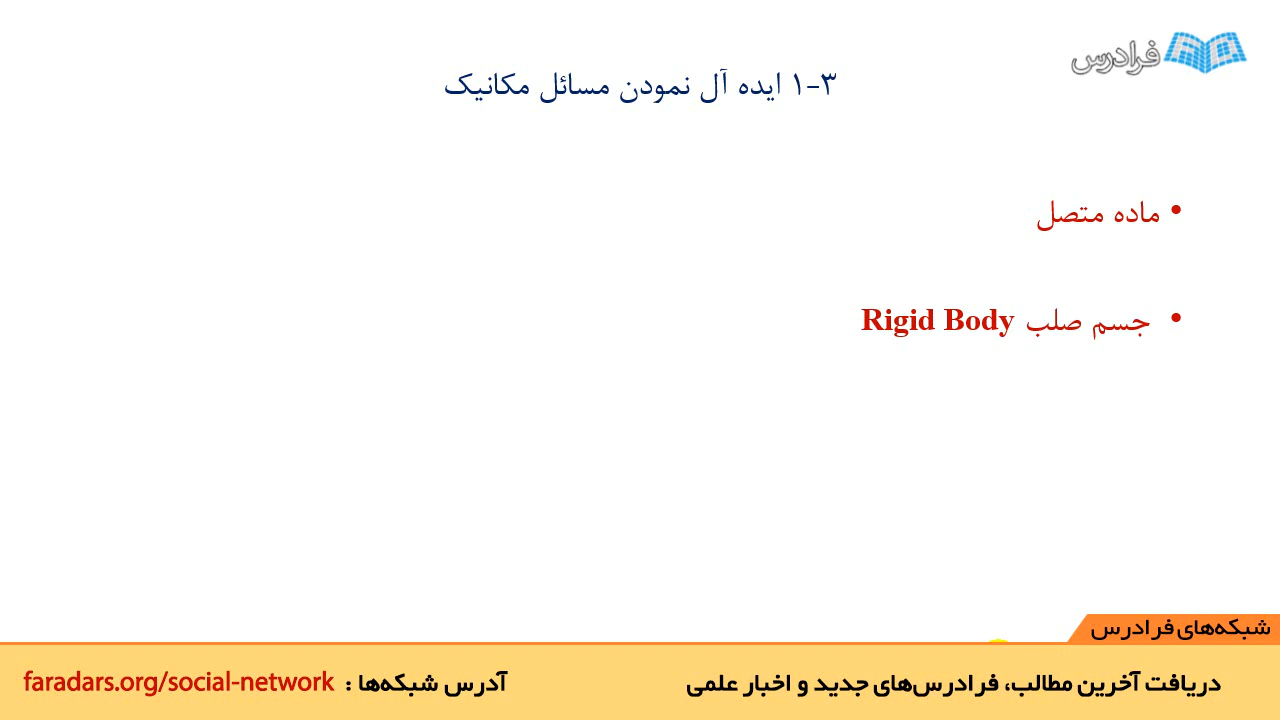 فرادرس
۳-۱ ایده آل نمودن مسائل مکانیک
• ماده متصل
• جسم صلب Rigid Body
شبکه‌های فرادرس
دریافت آخرین مطالب، فرادرس‌های جدید و اخبار علمی
آدرس شبکه‌ها : faradars.org/social-network